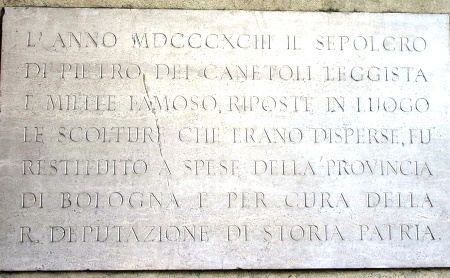 L'ANNO MDCCCXCIII IL SEPOLCRO
DI PIETRO DEI CANETOLI LEGGISTA
E MILITE FAMOSO, RIPOSTE IN LUOGO
LE SCOLTURE CHE ERANO DISPERSE, FU
RESTITUITO A SPESE DELLA PROVINCIA
DI BOLOGNA E PER CURA DELLA
R. DEPUTAZIONE DI STORIA PATRIA.